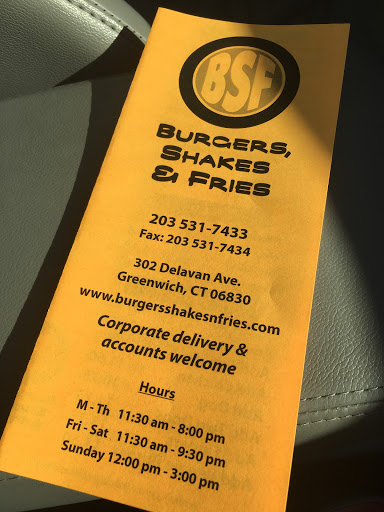 BSF
BURGERS,
SHAKES
& FRIES
203 531-7433
Fax: 203 531-7434
302 Delavan Ave.
Greenwich, CT 06830
www.burgersshakesnfries.com
Corporate delivery &
accounts welcome
Hours
M - Th 11:30 am - 8:00 pm
Fri - Sat 11:30 am - 9:30 pm
Sunday 12:00 pm - 3:00 pm